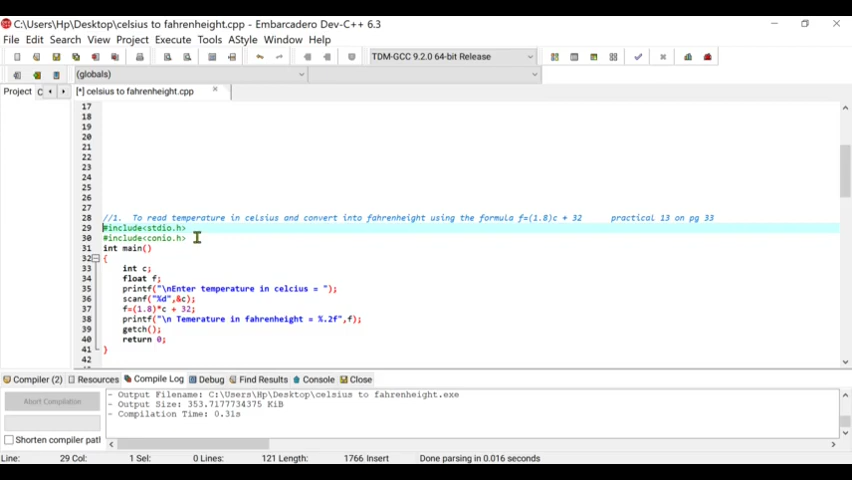 C:\Users\Hp\Desktop\celsius to fahrenheight.cpp - Embarcadero Dev-C++ 6.3
File Edit Search View Project Execute Tools AStyle Window Help
TDM-GCC 9.2.0 64-bit Release
(globals)
Project C [*] celsius to fahrenheight.cpp
17
18
19
20
21
22
23
24
25
26
27
28 //1. To read temperature in celsius and convert into fahrenheight using the formula f=(1.8)c + 32 practical 13 on pg 33
29 #include<stdio.h>
30 #include<conio.h>
31 int main()
32 {
33 int c;
34 float f;
35 printf("\nEnter temperature in celcius = ");
36 scanf("%d",&c);
37 f=(1.8)*c + 32;
38 printf("\n Temerature in fahrenheight = %.2f",f);
39 getch();
40 return 0;
41 }
42
Compiler (2) Resources Compile Log Debug Find Results Console Close
Abort Compilation
Shorten compiler patl
- Output Filename: C:\Users\Hp\Desktop\celsius to fahrenheight.exe
- Output Size: 353.7177734375 KiB
- Compilation Time: 0.31s
Line: 29 Col: 1 Sel: 0 Lines: 121 Length: 1766 Insert Done parsing in 0.016 seconds